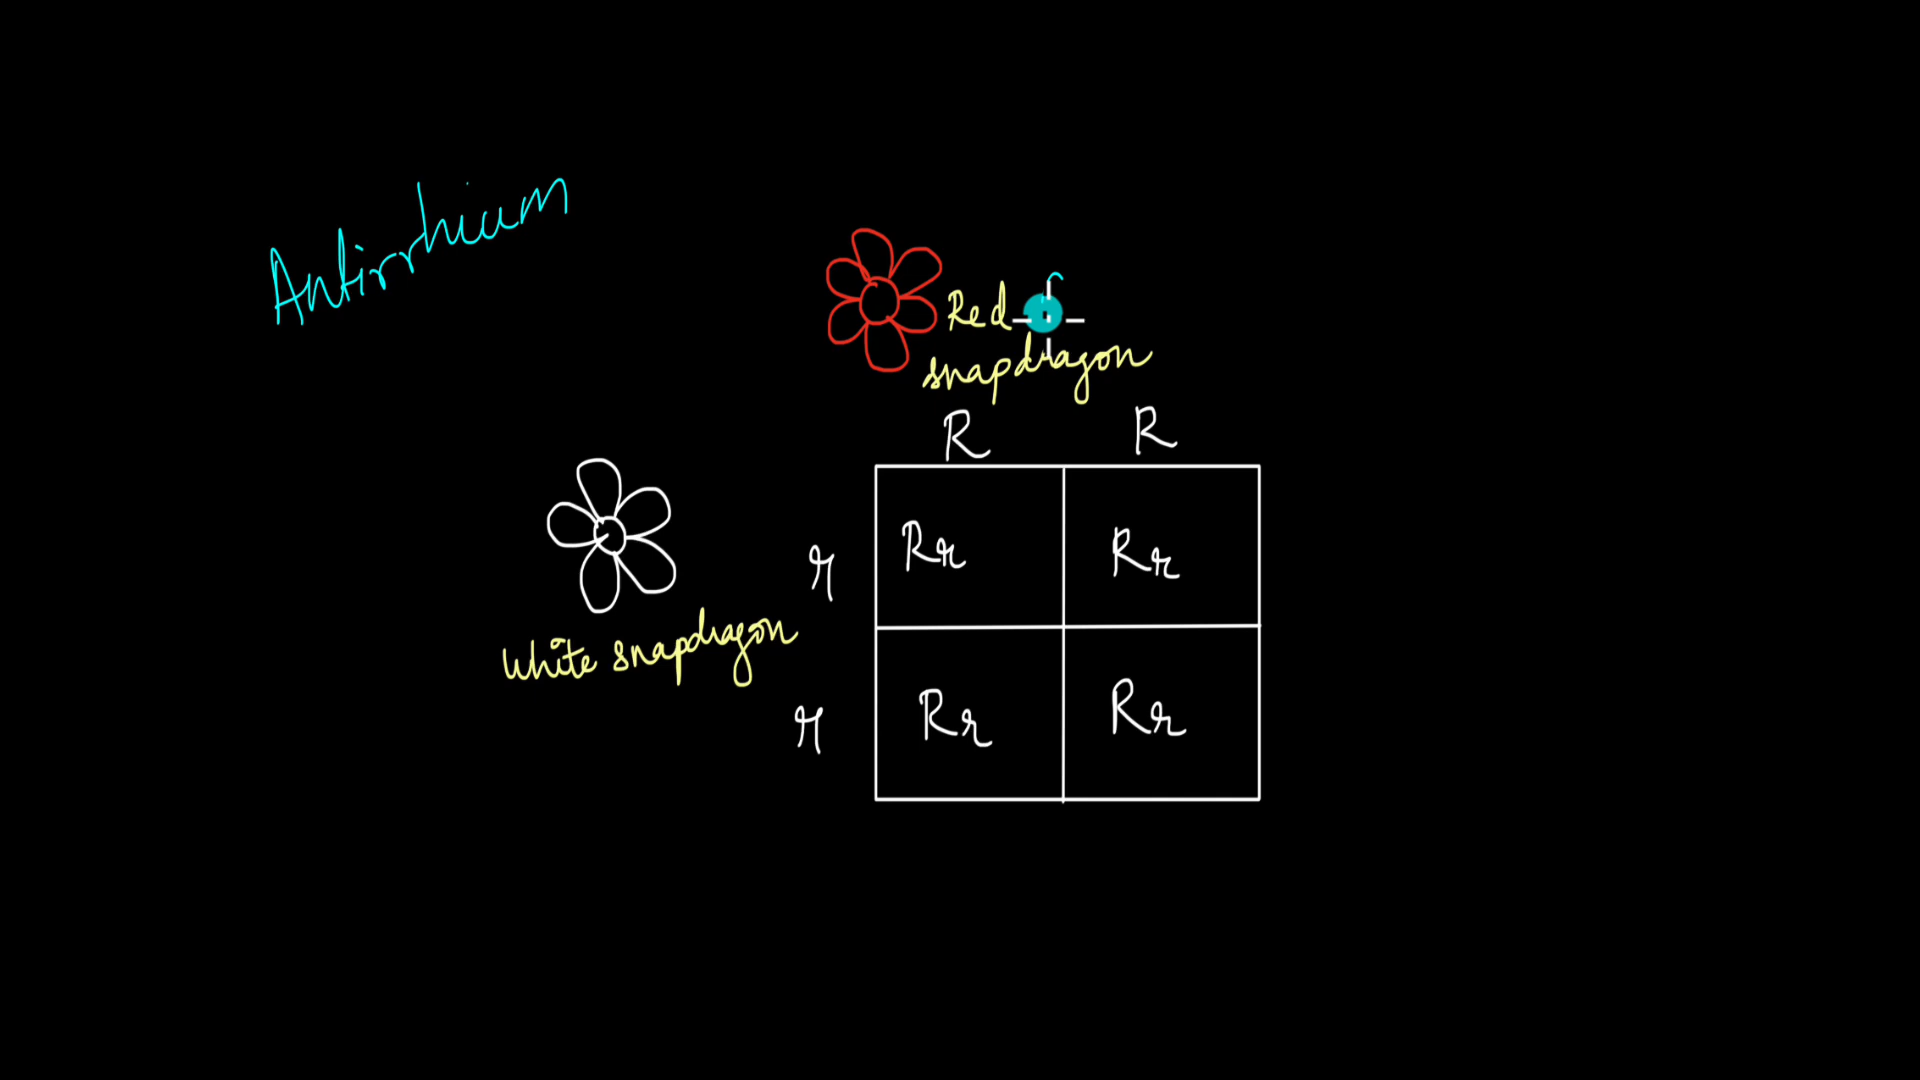 Antirrhium
Red
snapdragon
R R
r Rr Rr
White snapdragon
r Rr Rr